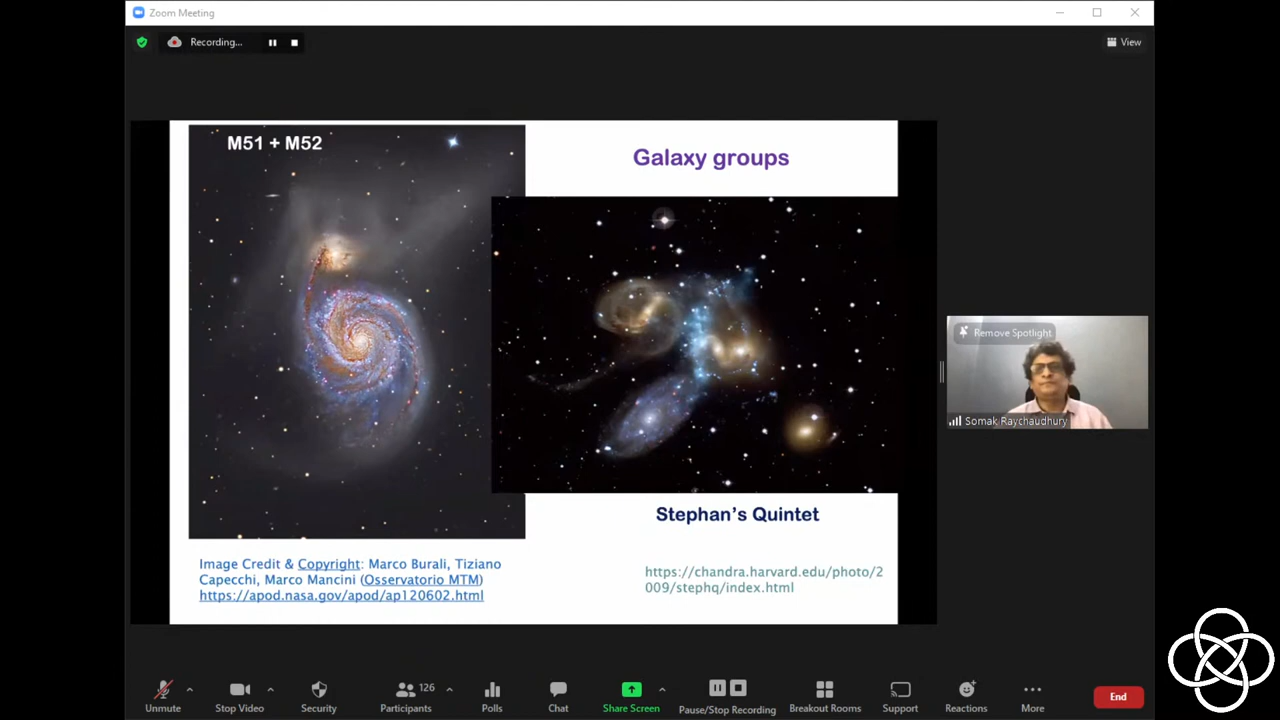 Zoom Meeting
Recording...
View
M51 + M52
Galaxy groups
Remove Spotlight
Somak Raychaudhury
Stephan's Quintet
Image Credit & Copyright: Marco Burali, Tiziano
Capecchi, Marco Mancini (Osservatorio MTM)
https://apod.nasa.gov/apod/ap120602.html
https://chandra.harvard.edu/photo/2
009/stephq/index.html
Unmute
Stop Video
Security
Participants
126
Polls
Chat
Share Screen
Pause/Stop Recording
Breakout Rooms
Support
Reactions
More
End